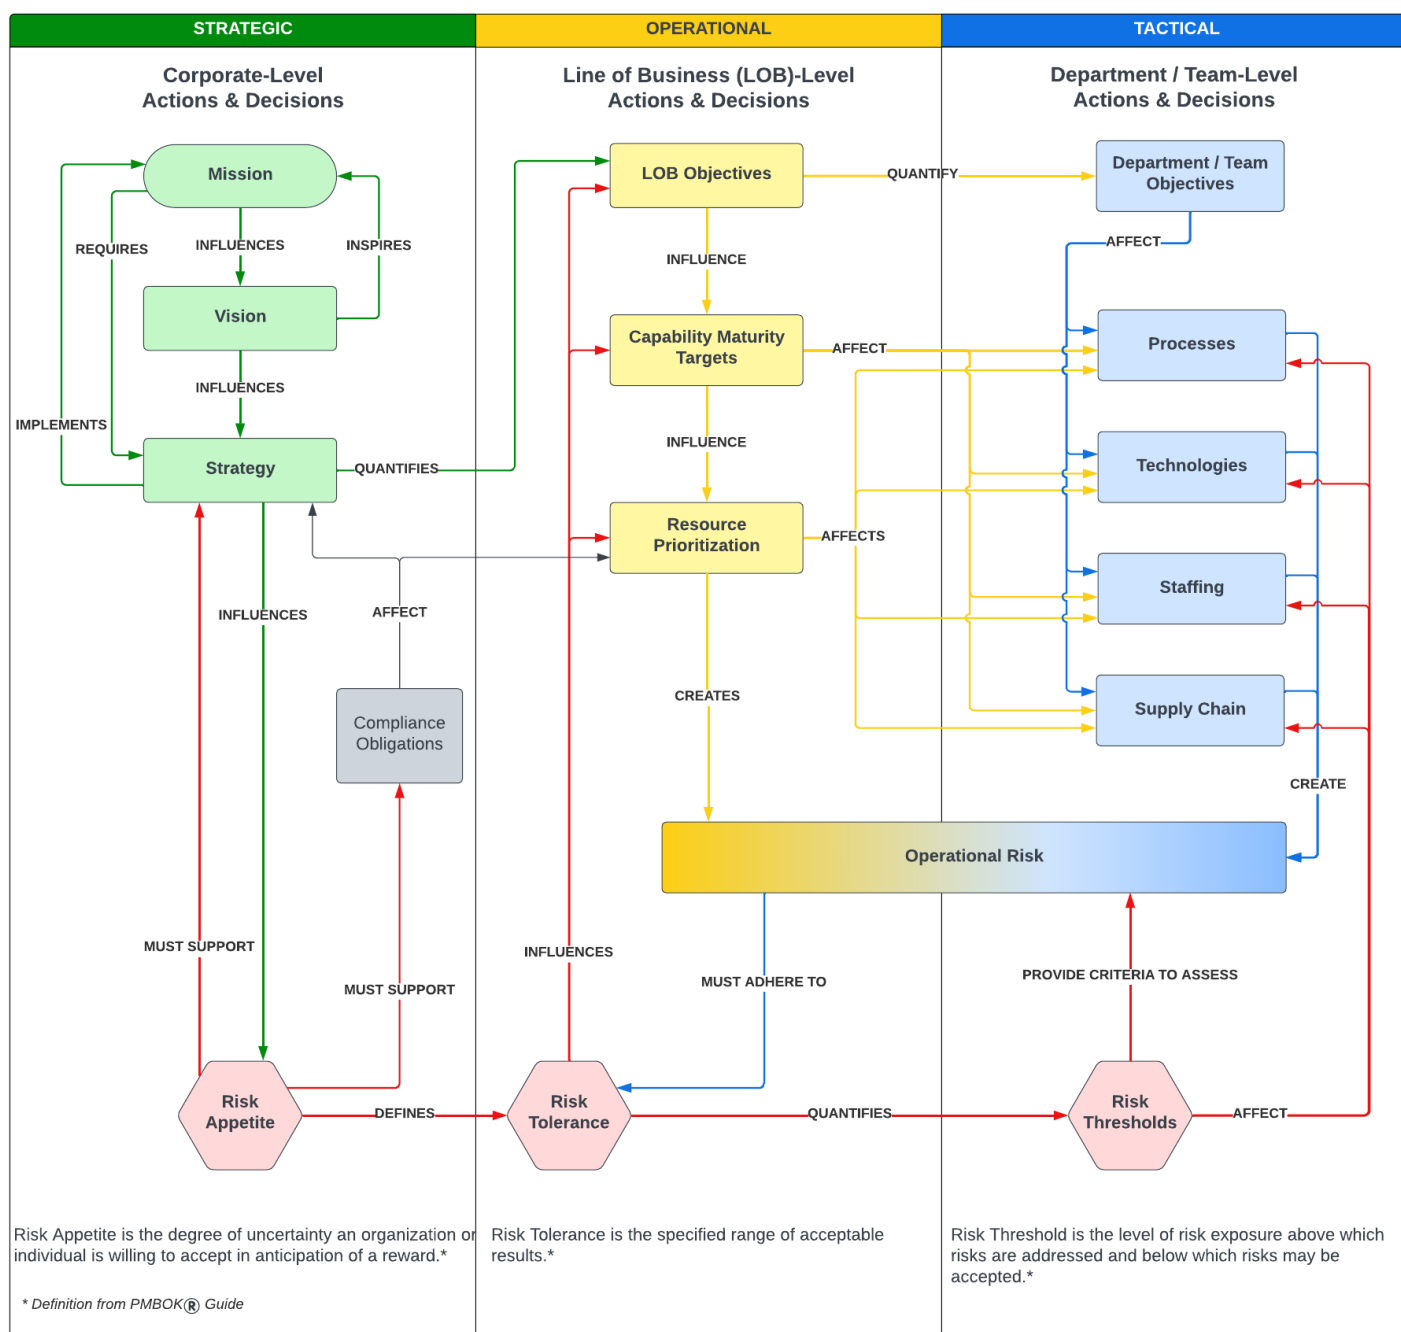 STRATEGIC
OPERATIONAL
TACTICAL
Corporate-Level
Actions & Decisions
Line of Business (LOB)-Level
Actions & Decisions
Department / Team-Level
Actions & Decisions
Mission
REQUIRES
INFLUENCES
INSPIRES
Vision
INFLUENCES
IMPLEMENTS
Strategy
QUANTIFIES
INFLUENCES
AFFECT
Compliance
Obligations
MUST SUPPORT
MUST SUPPORT
Risk
Appetite
DEFINES
LOB Objectives
QUANTIFY
INFLUENCE
Capability Maturity
Targets
AFFECT
INFLUENCE
Resource
Prioritization
AFFECTS
CREATES
Department / Team
Objectives
AFFECT
Processes
Technologies
Staffing
Supply Chain
CREATE
Operational Risk
INFLUENCES
MUST ADHERE TO
PROVIDE CRITERIA TO ASSESS
Risk
Tolerance
QUANTIFIES
Risk
Thresholds
AFFECT
Risk Appetite is the degree of uncertainty an organization or
individual is willing to accept in anticipation of a reward.*
Risk Tolerance is the specified range of acceptable
results.*
Risk Threshold is the level of risk exposure above which
risks are addressed and below which risks may be
accepted.*
* Definition from PMBOK® Guide